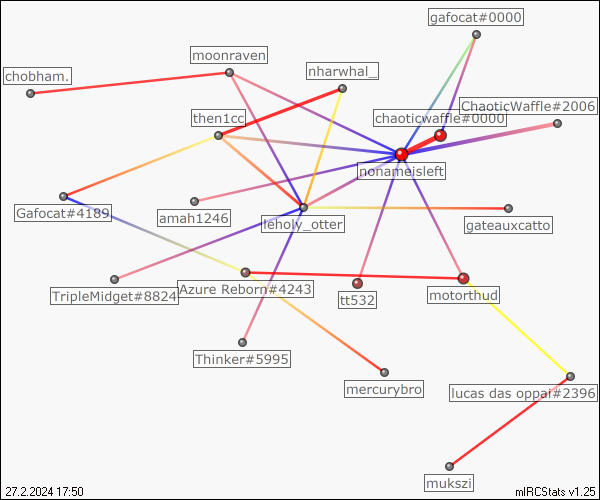 gafocat#0000
moonraven
nharwhal_
chobham.
ChaoticWaffle#2006
chaoticwaffle#0000
then1cc
nonameisleft
Gafocat#4189
amah1246
leholy_otter
gateauxcatto
TripleMidget#8824
Azure Reborn#4243
tt532
motorthud
Thinker#5995
mercurybro
lucas das oppai#2396
mukszi
27.2.2024 17:50
mIRCStats v1.25